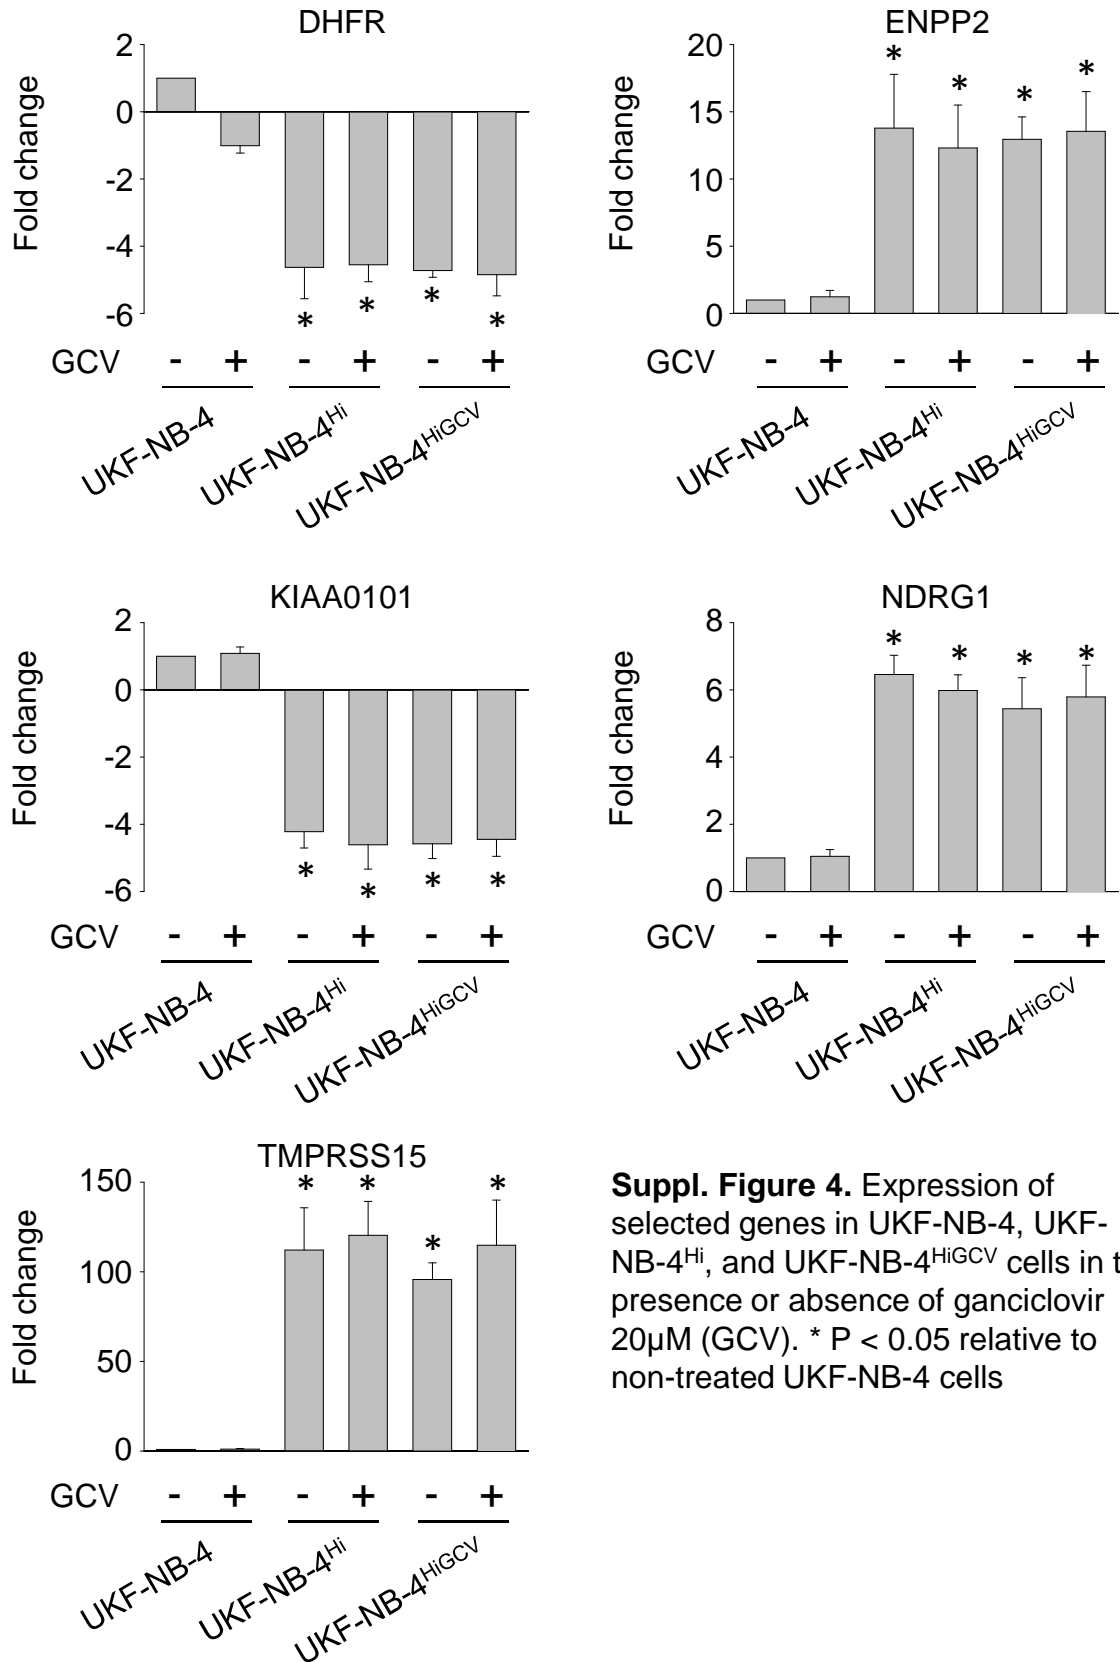 DHFR
Fold change
2
0
-2
-4
-6
GCV - + - + - +
UKF-NB-4
UKF-NB-4Hi
UKF-NB-4HiGCV
* * * *
ENPP2
Fold change
20
15
10
5
0
* * * *
GCV - + - + - +
UKF-NB-4
UKF-NB-4Hi
UKF-NB-4HiGCV
KIAA0101
Fold change
2
0
-2
-4
-6
* * * *
GCV - + - + - +
UKF-NB-4
UKF-NB-4Hi
UKF-NB-4HiGCV
NDRG1
Fold change
8
6
4
2
0
* * * *
GCV - + - + - +
UKF-NB-4
UKF-NB-4Hi
UKF-NB-4HiGCV
TMPRSS15
Fold change
150
100
50
0
* * * *
GCV - + - + - +
UKF-NB-4
UKF-NB-4Hi
UKF-NB-4HiGCV
Suppl. Figure 4. Expression of
selected genes in UKF-NB-4, UKF-
NB-4Hi, and UKF-NB-4HiGCV cells in t
presence or absence of ganciclovir
20µM (GCV). * P < 0.05 relative to
non-treated UKF-NB-4 cells